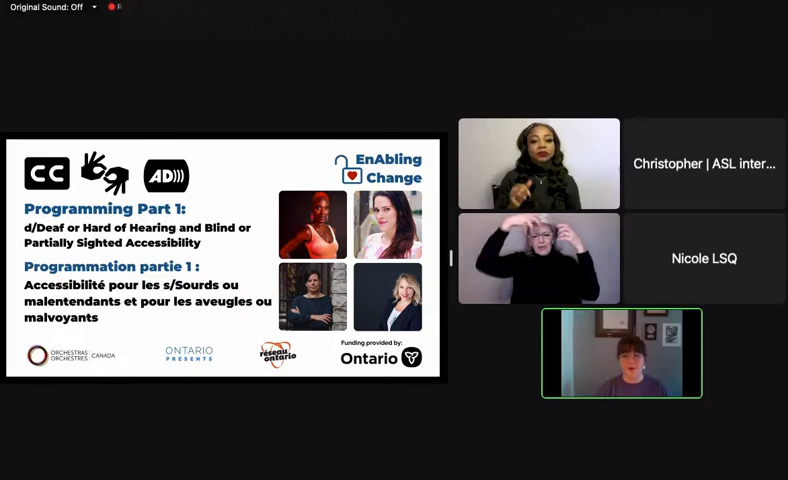 Original Sound: Off
CC
AD)))
EnAbling
Change
Programming Part 1:
d/Deaf or Hard of Hearing and Blind or
Partially Sighted Accessibility
Programmation partie 1 :
Accessibilité pour les s/Sourds ou
malentendants et pour les aveugles ou
malvoyants
ORCHESTRAS
ORCHESTRES CANADA
ONTARIO
PRESENTS
réseau
ontario
Funding provided by:
Ontario
Christopher | ASL inter...
Nicole LSQ